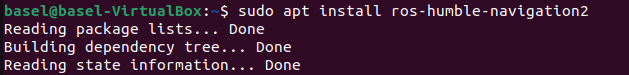 basel@basel-VirtualBox:~$ sudo apt install ros-humble-navigation2
Reading package lists... Done
Building dependency tree... Done
Reading state information... Done